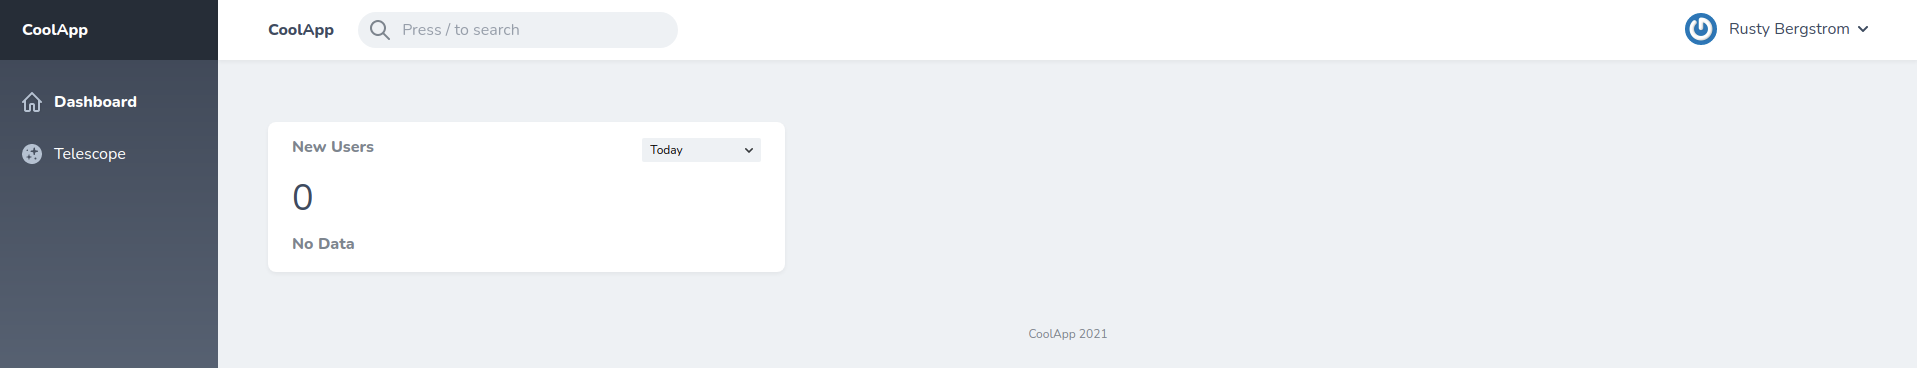 CoolApp
CoolApp
Press / to search
Rusty Bergstrom
Dashboard
Telescope
New Users
Today
0
No Data
CoolApp 2021